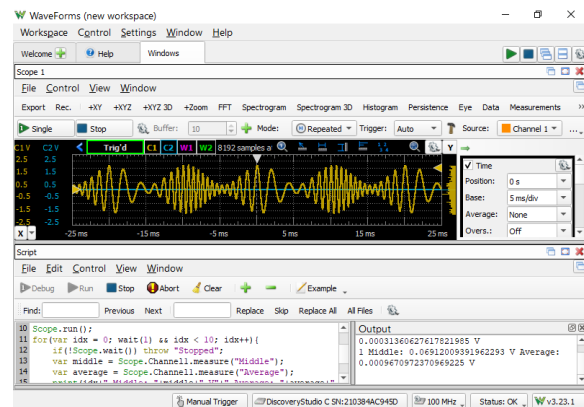 WaveForms (new workspace)
Workspace Control Settings Window Help
Welcome Help Windows
Scope 1
File Control View Window
Export Rec. +XY +XYZ +XYZ 3D +Zoom FFT Spectrogram Spectrogram 3D Histogram Persistence Eye Data Measurements »
Single Stop Buffer: 10 Mode: Repeated Trigger: Auto Source: Channel 1
C1 V C2 V Trig'd C1 C2 W1 W2 8192 samples a Y
2.5 2.5
1.5 1.5
0.5 0.5
-0.5 -0.5
-1.5 -1.5
-2.5 -2.5
X -25 ms -15 ms -5 ms 5 ms 15 ms 25 ms
Time
Position: 0 s
Base: 5 ms/div
Average: None
Overs.: Off
Script
File Edit Control View Window
Debug Run Stop Abort Clear Example
Find: Previous Next Replace Skip Replace All All Files
10 Scope.run();
11 for(var idx = 0; wait(1) && idx < 10; idx++){
12 if(!Scope.wait()) throw "Stopped";
13 var middle = Scope.Channel1.measure("Middle");
14 var average = Scope.Channel1.measure("Average");
15 print(idx+" Middle: "+middle+" V"+" Average: "+average+"
Output
0.00031360627617821985 V
1 Middle: 0.06912009391962293 V Average:
0.0009670972370969225 V
Manual Trigger DiscoveryStudio C SN:210384AC945D 100 MHz Status: OK v3.23.1